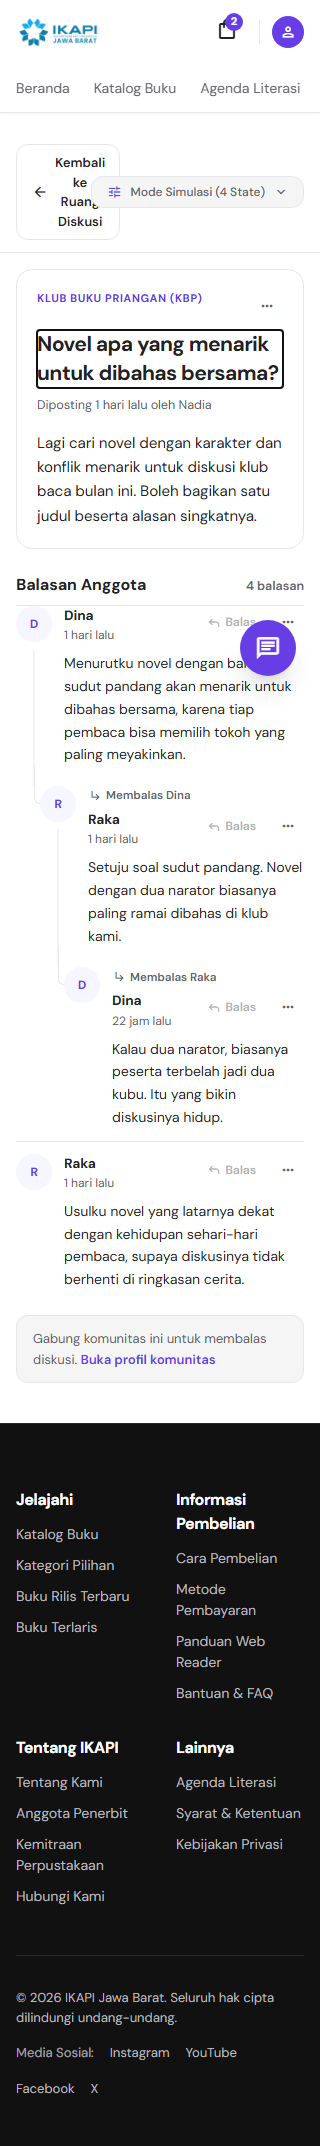 IKAPI
JAWA BARAT
2
Beranda
Katalog Buku
Agenda Literasi
Kembali
ke
Ruang
Diskusi
Mode Simulasi (4 State)
KLUB BUKU PRIANGAN (KBP)
Novel apa yang menarik
untuk dibahas bersama?
Diposting 1 hari lalu oleh Nadia
Lagi cari novel dengan karakter dan
konflik menarik untuk diskusi klub
baca bulan ini. Boleh bagikan satu
judul beserta alasan singkatnya.
Balasan Anggota
4 balasan
D
Dina
1 hari lalu
Balas
Menurutku novel dengan
sudut pandang akan menarik untuk
dibahas bersama, karena tiap
pembaca bisa memilih tokoh yang
paling meyakinkan.
R
Membalas Dina
Raka
1 hari lalu
Balas
Setuju soal sudut pandang. Novel
dengan dua narator biasanya
paling ramai dibahas di klub
kami.
D
Membalas Raka
Dina
22 jam lalu
Balas
Kalau dua narator, biasanya
peserta terbelah jadi dua
kubu. Itu yang bikin
diskusinya hidup.
R
Raka
1 hari lalu
Balas
Usulku novel yang latarnya dekat
dengan kehidupan sehari-hari
pembaca, supaya diskusinya tidak
berhenti di ringkasan cerita.
Gabung komunitas ini untuk membalas
diskusi. Buka profil komunitas
Jelajahi
Katalog Buku
Kategori Pilihan
Buku Rilis Terbaru
Buku Terlaris
Informasi
Pembelian
Cara Pembelian
Metode
Pembayaran
Panduan Web
Reader
Bantuan & FAQ
Tentang IKAPI
Tentang Kami
Anggota Penerbit
Kemitraan
Perpustakaan
Hubungi Kami
Lainnya
Agenda Literasi
Syarat & Ketentuan
Kebijakan Privasi
© 2026 IKAPI Jawa Barat. Seluruh hak cipta
dilindungi undang-undang.
Media Sosial:
Instagram
YouTube
Facebook
X